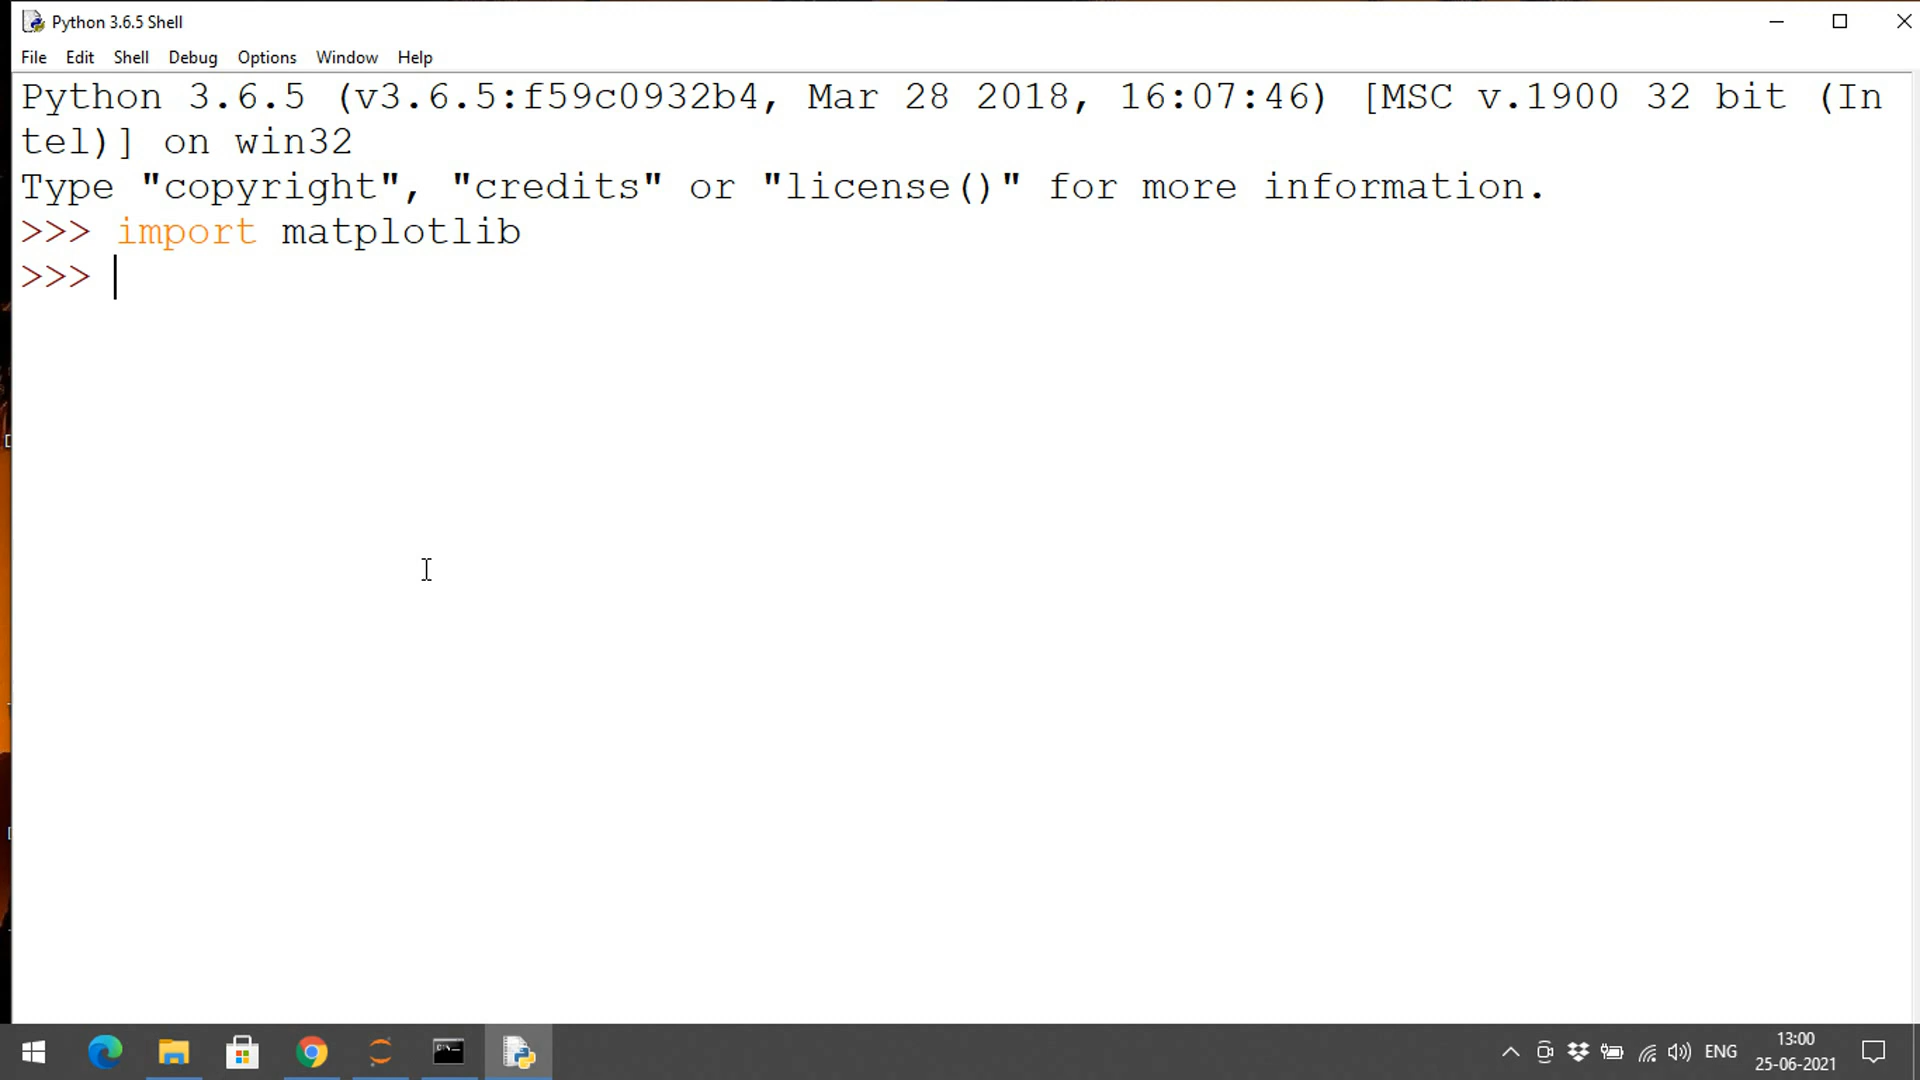 Python 3.6.5 Shell
File Edit Shell Debug Options Window Help
Python 3.6.5 (v3.6.5:f59c0932b4, Mar 28 2018, 16:07:46) [MSC v.1900 32 bit (In
tel)] on win32
Type "copyright", "credits" or "license()" for more information.
>>> import matplotlib
>>>
ENG
13:00
25-06-2021